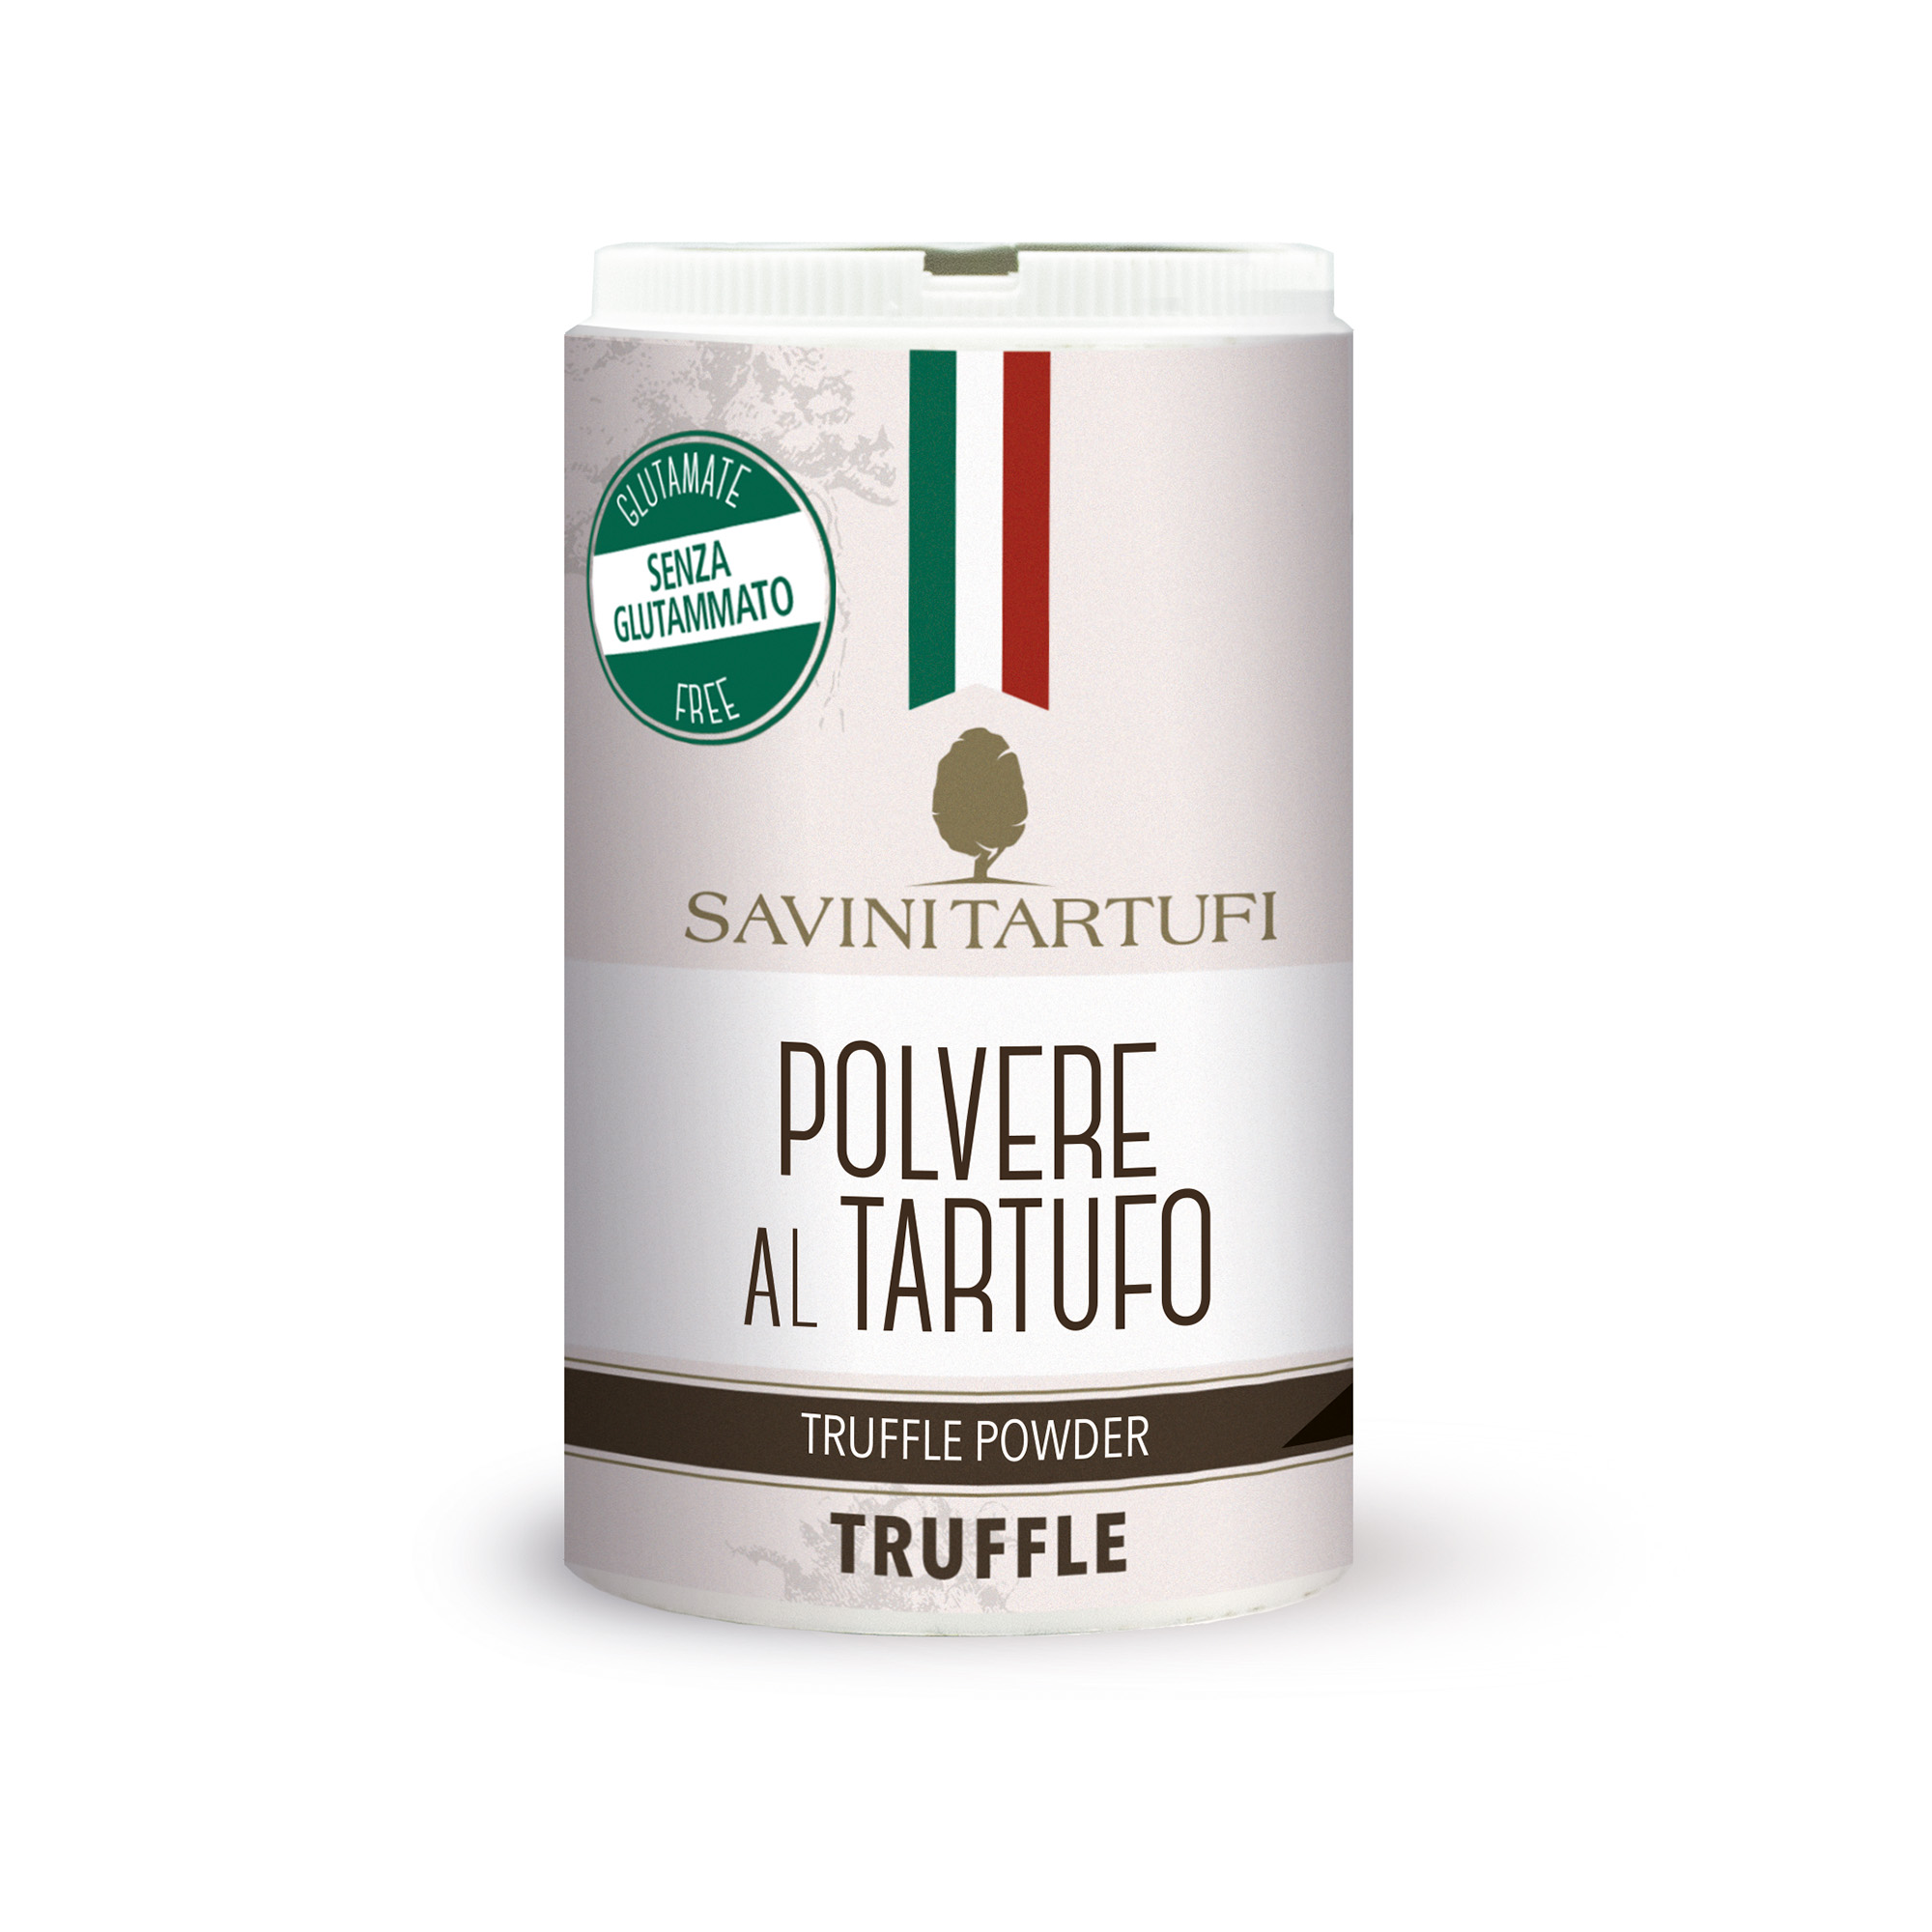 GLUTAMATE
SENZA
GLUTAMMATO
FREE
SAVINI TARTUFI
POLVERE
AL TARTUFO
TRUFFLE POWDER
TRUFFLE